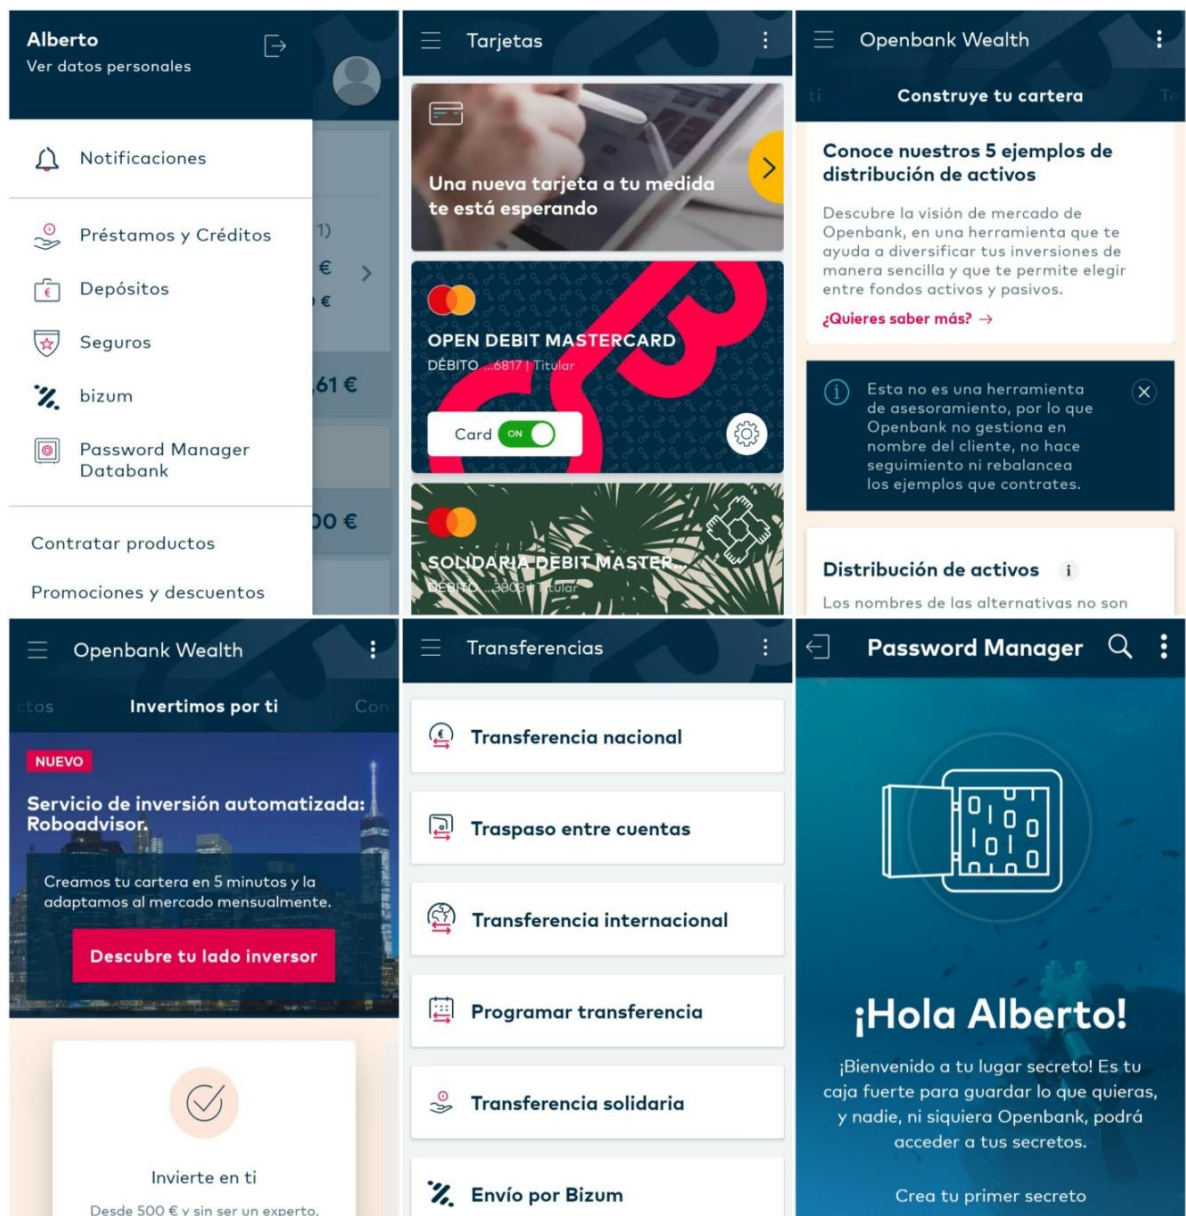 Alberto
Ver datos personales
Notificaciones
Préstamos y Créditos
Depósitos
Seguros
bizum
Password Manager
Databank
Contratar productos
Promociones y descuentos
1)
€
€
,61 €
00 €
Tarjetas
Una nueva tarjeta a tu medida
te está esperando
OPEN DEBIT MASTERCARD
DÉBITO ...6817 | Titular
Card ON
SOLIDARIA DEBIT MASTER...
DÉBITO ...3803 | Titular
Openbank Wealth
ti Construye tu cartera Te
Conoce nuestros 5 ejemplos de
distribución de activos
Descubre la visión de mercado de
Openbank, en una herramienta que te
ayuda a diversificar tus inversiones de
manera sencilla y que te permite elegir
entre fondos activos y pasivos.
¿Quieres saber más? →
Esta no es una herramienta
de asesoramiento, por lo que
Openbank no gestiona en
nombre del cliente, no hace
seguimiento ni rebalancea
los ejemplos que contrates.
Distribución de activos i
Los nombres de las alternativas no son
Openbank Wealth
ctos Invertimos por ti Con
NUEVO
Servicio de inversión automatizada:
Roboadvisor.
Creamos tu cartera en 5 minutos y la
adaptamos al mercado mensualmente.
Descubre tu lado inversor
Invierte en ti
Desde 500 € y sin ser un experto.
Transferencias
Transferencia nacional
Traspaso entre cuentas
Transferencia internacional
Programar transferencia
Transferencia solidaria
Envío por Bizum
Password Manager
¡Hola Alberto!
¡Bienvenido a tu lugar secreto! Es tu
caja fuerte para guardar lo que quieras,
y nadie, ni siquiera Openbank, podrá
acceder a tus secretos.
Crea tu primer secreto